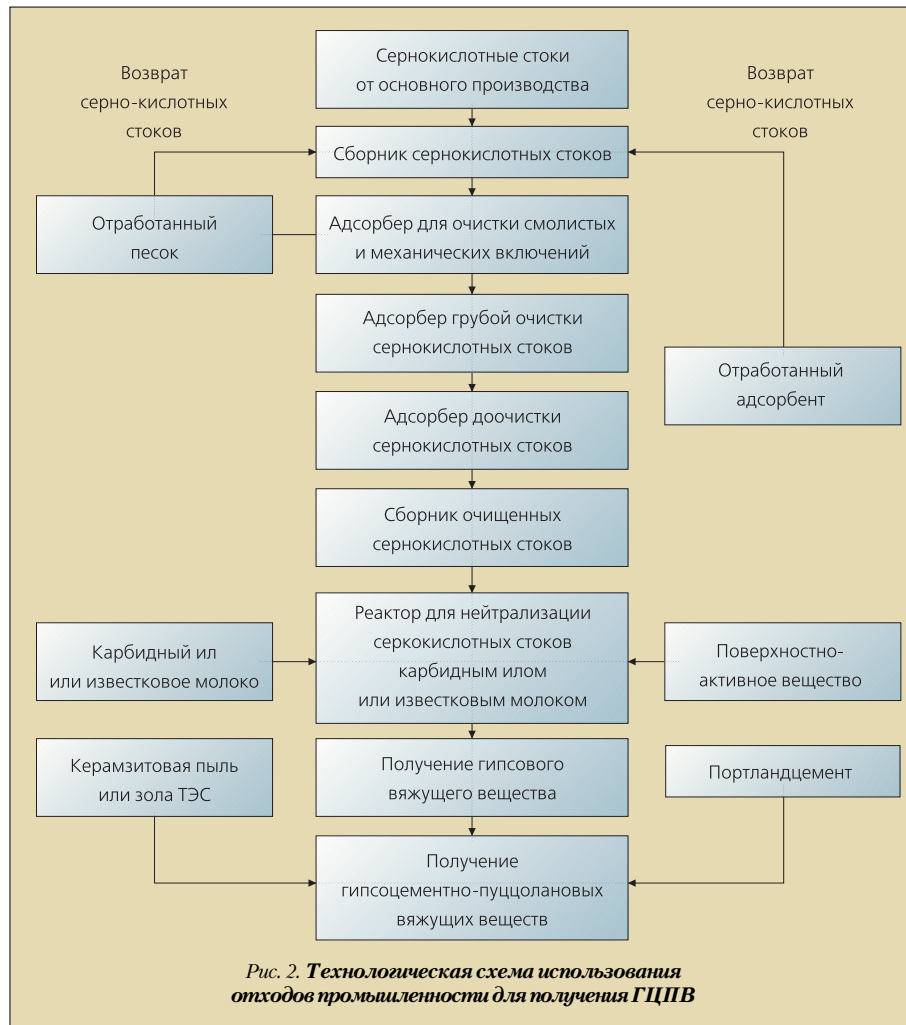 Сернокислотные стоки
от основного производства
Возврат
серно-кислотных
стоков
Возврат
серно-кислотных
стоков
Сборник сернокислотных стоков
Отработанный
песок
Адсорбер для очистки смолистых
и механических включений
Адсорбер грубой очистки
сернокислотных стоков
Отработанный
адсорбент
Адсорбер доочистки
сернокислотных стоков
Сборник очищенных
сернокислотных стоков
Карбидный ил
или известковое молоко
Реактор для нейтрализации
серкокислотных стоков
карбидным илом
или известковым молоком
Поверхностно-
активное вещество
Керамзитовая пыль
или зола ТЭС
Получение гипсового
вяжущего вещества
Портландцемент
Получение
гипсоцементно-пуццолановых
вяжущих веществ
Рис. 2. Технологическая схема использования
отходов промышленности для получения ГЦПВ